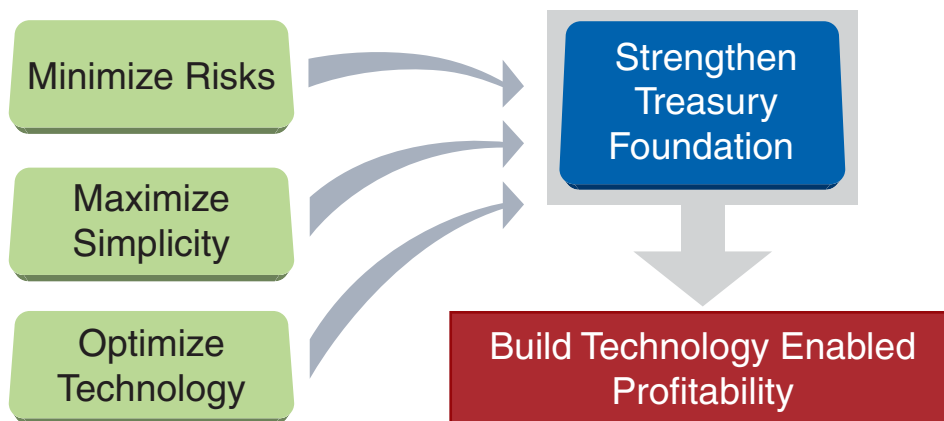 Minimize Risks
Maximize
Simplicity
Optimize
Technology
Strengthen
Treasury
Foundation
Build Technology Enabled
Profitability